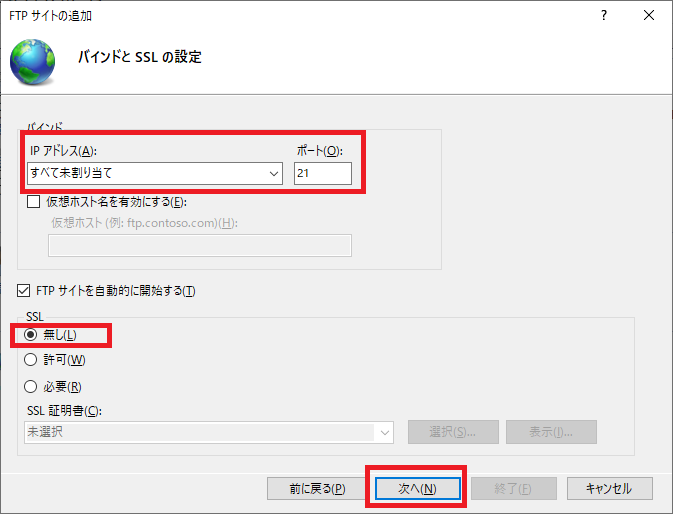 FTP サイトの追加
バインドと SSL の設定
バインド
IP アドレス(A): ポート(O):
すべて未割り当て 21
仮想ホスト名を有効にする(E):
仮想ホスト (例: ftp.contoso.com)(H):
FTP サイトを自動的に開始する(T)
SSL
無し(L)
許可(W)
必要(R)
SSL 証明書(C):
未選択 選択(S)... 表示(I)...
前に戻る(P) 次へ(N) 終了(F) キャンセル